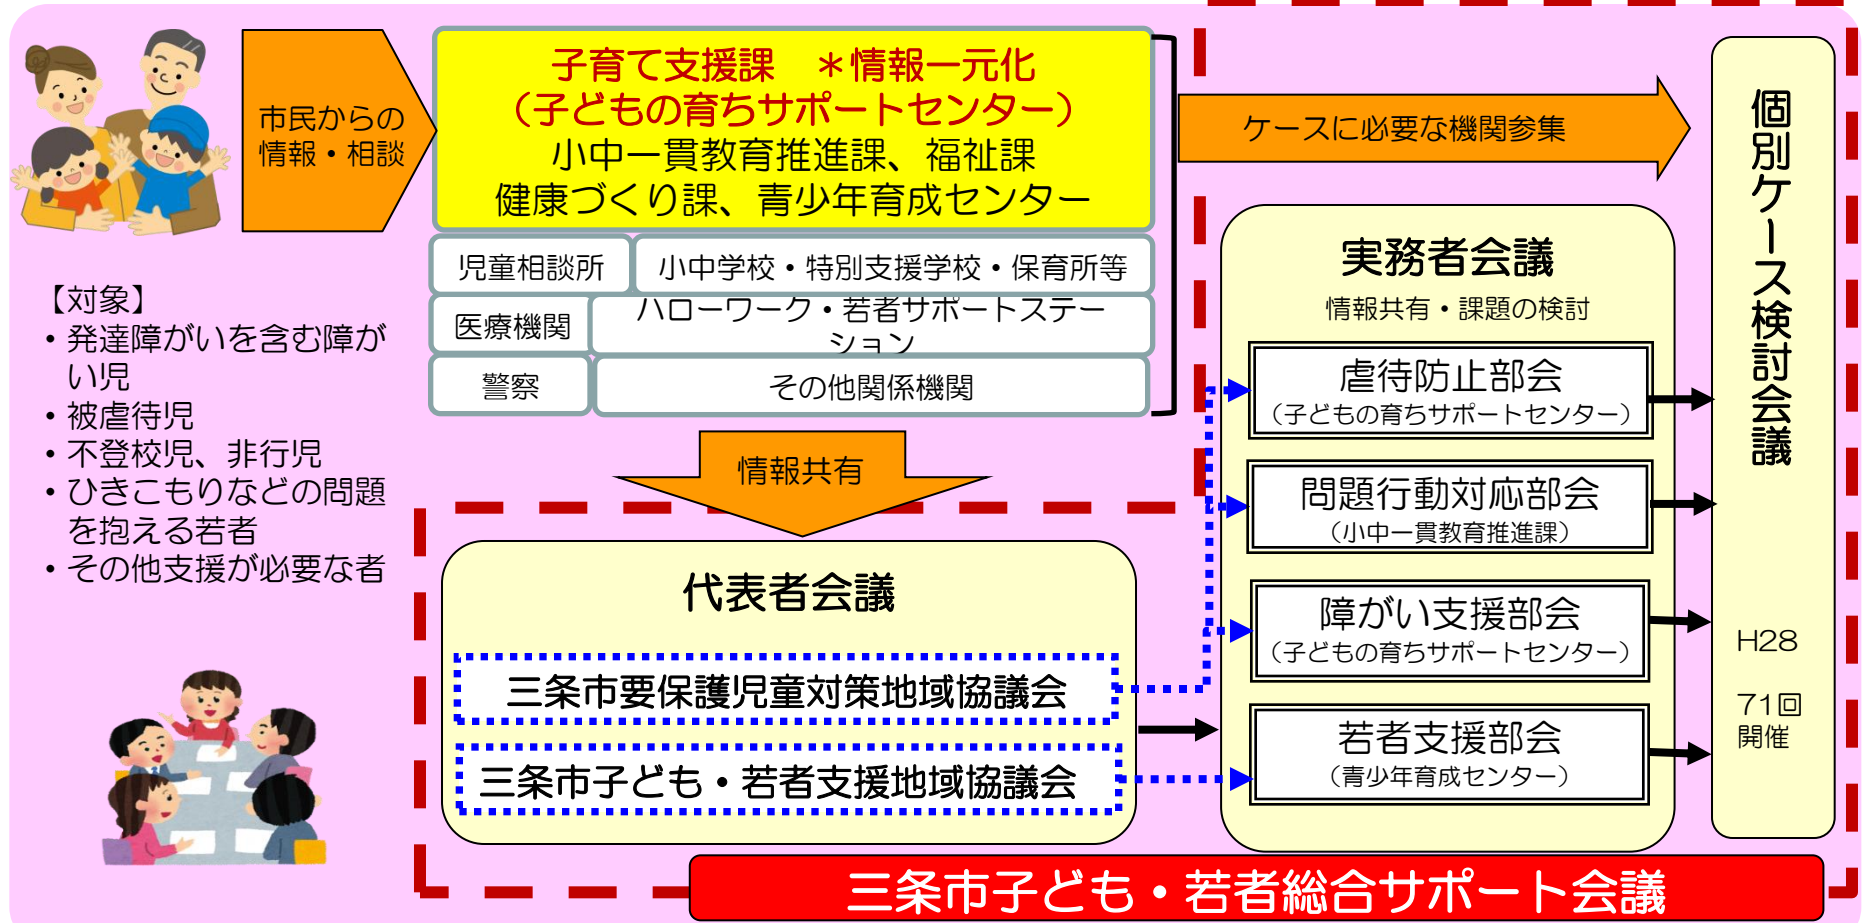 市民からの
情報・相談
子育て支援課　＊情報一元化
（子どもの育ちサポートセンター）
小中一貫教育推進課、福祉課
健康づくり課、青少年育成センター
児童相談所
小中学校・特別支援学校・保育所等
医療機関
ハローワーク・若者サポートステー
ション
警察
その他関係機関
ケースに必要な機関参集
【対象】
・発達障がいを含む障が
い児
・被虐待児
・不登校児、非行児
・ひきこもりなどの問題
を抱える若者
・その他支援が必要な者
情報共有
代表者会議
三条市要保護児童対策地域協議会
三条市子ども・若者支援地域協議会
実務者会議
情報共有・課題の検討
虐待防止部会
（子どもの育ちサポートセンター）
問題行動対応部会
（小中一貫教育推進課）
障がい支援部会
（子どもの育ちサポートセンター）
若者支援部会
（青少年育成センター）
個別ケース検討会議
H28
71回
開催
三条市子ども・若者総合サポート会議